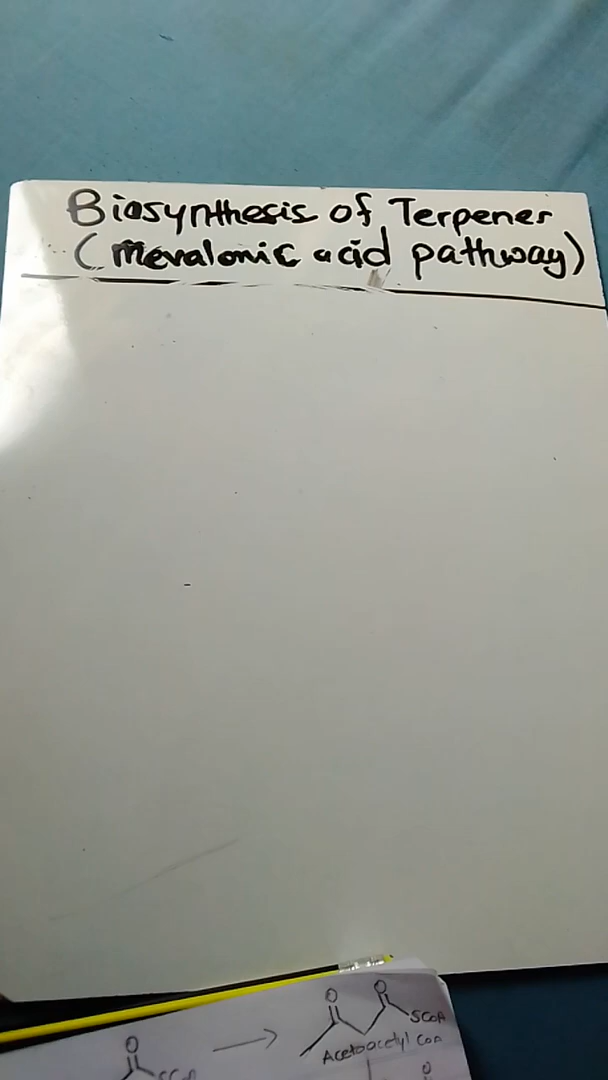 Biosynthesis of Terpenes
(Mevalonic acid pathway)
O
O
SCoA
Acetoacetyl CoA
O
O